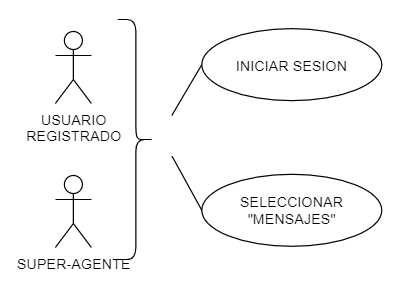 USUARIO
REGISTRADO
SUPER-AGENTE
INICIAR SESION
SELECCIONAR
"MENSAJES"